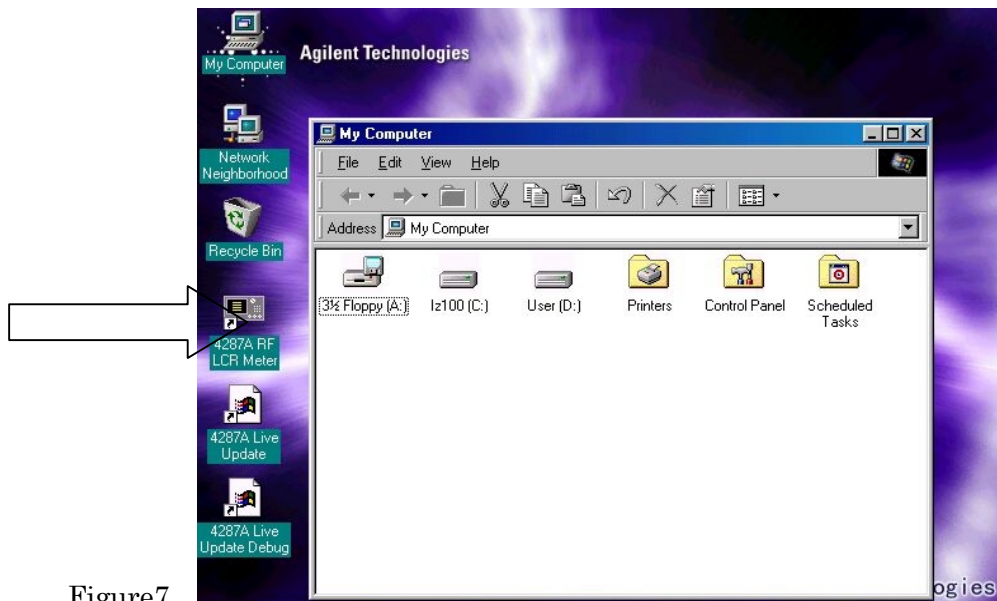 My Computer
Agilent Technologies
Network
Neighborhood
Recycle Bin
4287A RF
LCR Meter
4287A Live
Update
4287A Live
Update Debug
My Computer
File Edit View Help
Address My Computer
3½ Floppy (A:) Iz100 (C:) User (D:) Printers Control Panel Scheduled
Tasks
ogies
Figure7